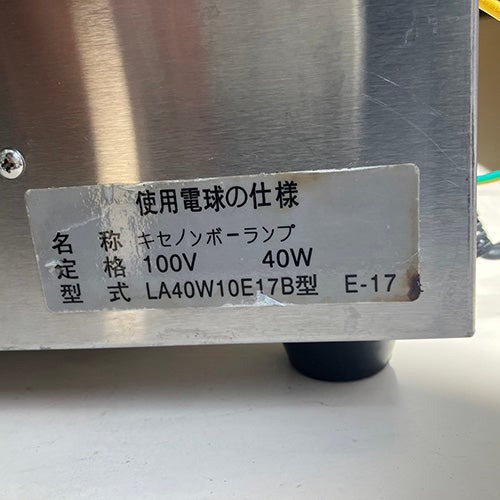 使用電球の仕様
名称 キセノンボーランプ
定格 100V 40W
型式 LA40W10E17B型 E-17